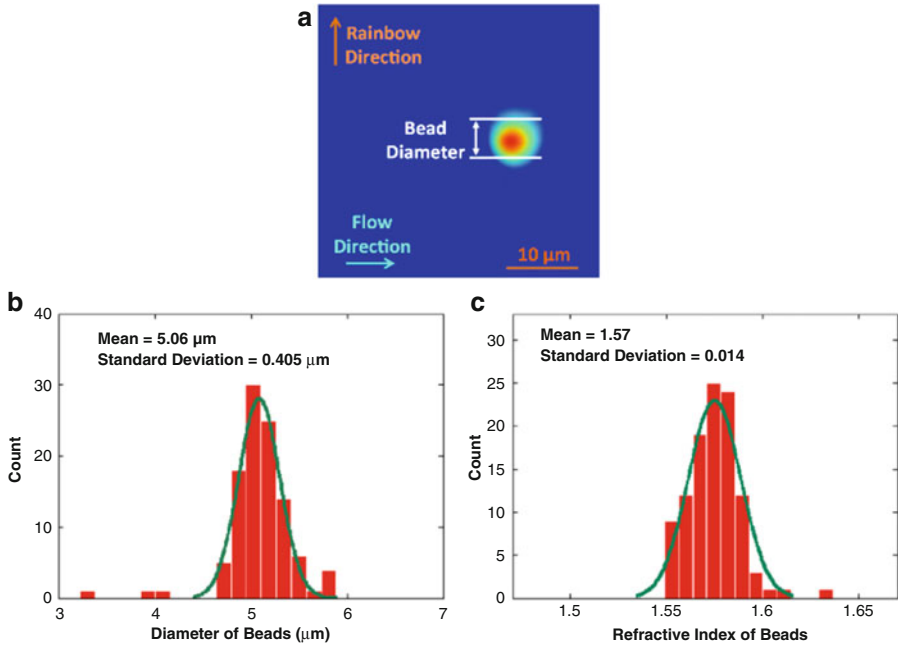 a
Rainbow
Direction
Bead
Diameter
Flow
Direction
10 μm
b
40
30
20
10
0
Count
Mean = 5.06 μm
Standard Deviation = 0.405 μm
3 4 5 6 7
Diameter of Beads (μm)
c
30
25
20
15
10
5
0
Count
Mean = 1.57
Standard Deviation = 0.014
1.5 1.55 1.6 1.65
Refractive Index of Beads